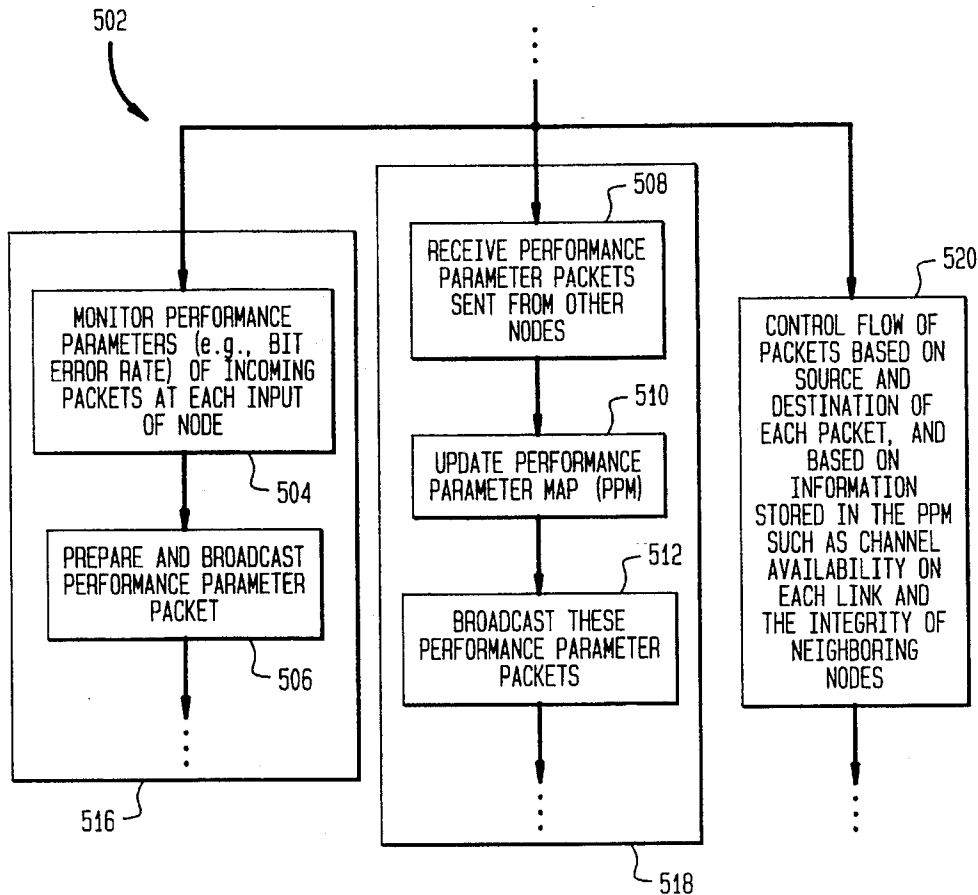 502
508
RECEIVE PERFORMANCE
PARAMETER PACKETS
SENT FROM OTHER
NODES
520
MONITOR PERFORMANCE
PARAMETERS (e.g., BIT
ERROR RATE) OF INCOMING
PACKETS AT EACH INPUT
OF NODE
504
PREPARE AND BROADCAST
PERFORMANCE PARAMETER
PACKET
506
516
510
UPDATE PERFORMANCE
PARAMETER MAP (PPM)
512
BROADCAST THESE
PERFORMANCE PARAMETER
PACKETS
518
CONTROL FLOW OF
PACKETS BASED ON
SOURCE AND
DESTINATION OF
EACH PACKET, AND
BASED ON
INFORMATION
STORED IN THE PPM
SUCH AS CHANNEL
AVAILABILITY ON
EACH LINK AND
THE INTEGRITY OF
NEIGHBORING
NODES